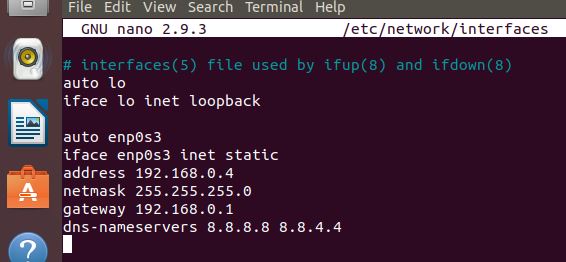 File Edit View Search Terminal Help
GNU nano 2.9.3 /etc/network/interfaces
# interfaces(5) file used by ifup(8) and ifdown(8)
auto lo
iface lo inet loopback
auto enp0s3
iface enp0s3 inet static
address 192.168.0.4
netmask 255.255.255.0
gateway 192.168.0.1
dns-nameservers 8.8.8.8 8.8.4.4